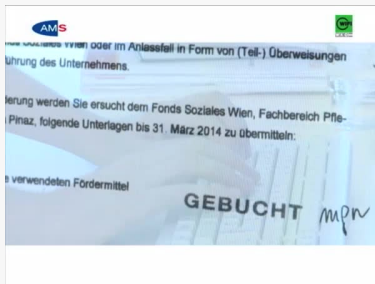 AMS
Soziales Wien oder im Anlassfall in Form von (Teil-) Überweisungen
führung des Unternehmens.
derung werden Sie ersucht dem Fonds Soziales Wien, Fachbereich Pfle-
Pinaz, folgende Unterlagen bis 31. März 2014 zu übermitteln:
e verwendeten Fördermittel
GEBUCHT mpn